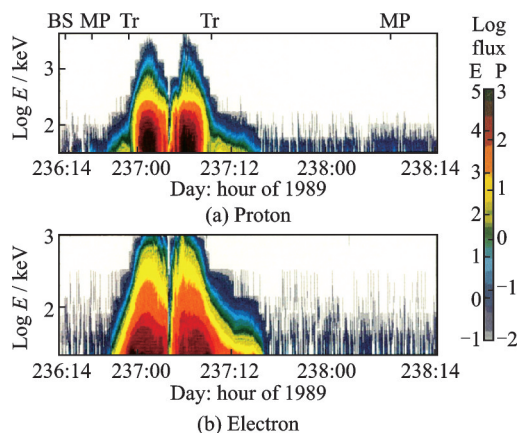 BS MP Tr Tr MP
Log E / keV
3
2
236:14 237:00 237:12 238:00 238:14
Day: hour of 1989
(a) Proton
Log E / keV
3
2
236:14 237:00 237:12 238:00 238:14
Day: hour of 1989
(b) Electron
Log
flux
E P
5 3
4 2
3 1
2 0
1
0 −1
−1 −2